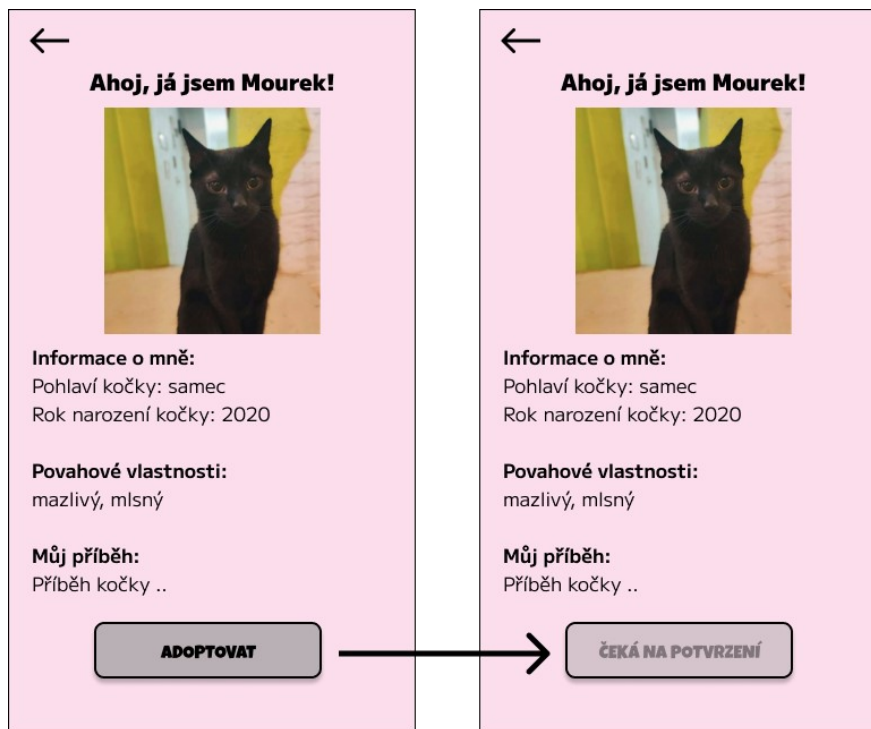 Ahoj, já jsem Mourek!
Informace o mně:
Pohlaví kočky: samec
Rok narození kočky: 2020
Povahové vlastnosti:
mazlivý, mlsný
Můj příběh:
Příběh kočky ..
ADOPTOVAT
Ahoj, já jsem Mourek!
Informace o mně:
Pohlaví kočky: samec
Rok narození kočky: 2020
Povahové vlastnosti:
mazlivý, mlsný
Můj příběh:
Příběh kočky ..
ČEKÁ NA POTVRZENÍ